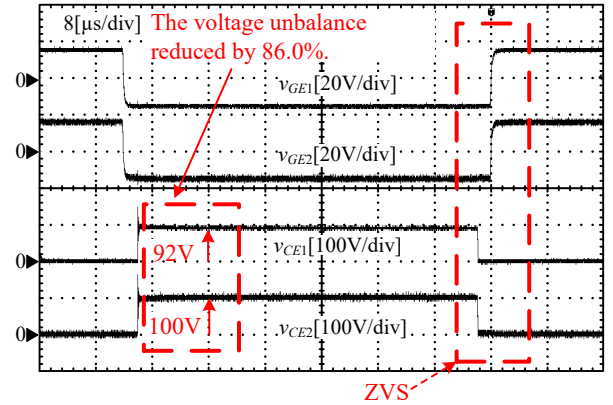 8[μs/div]
The voltage unbalance
reduced by 86.0%.
0
vGE1[20V/div]
0
vGE2[20V/div]
92V
vCE1[100V/div]
0
100V
vCE2[100V/div]
0
ZVS